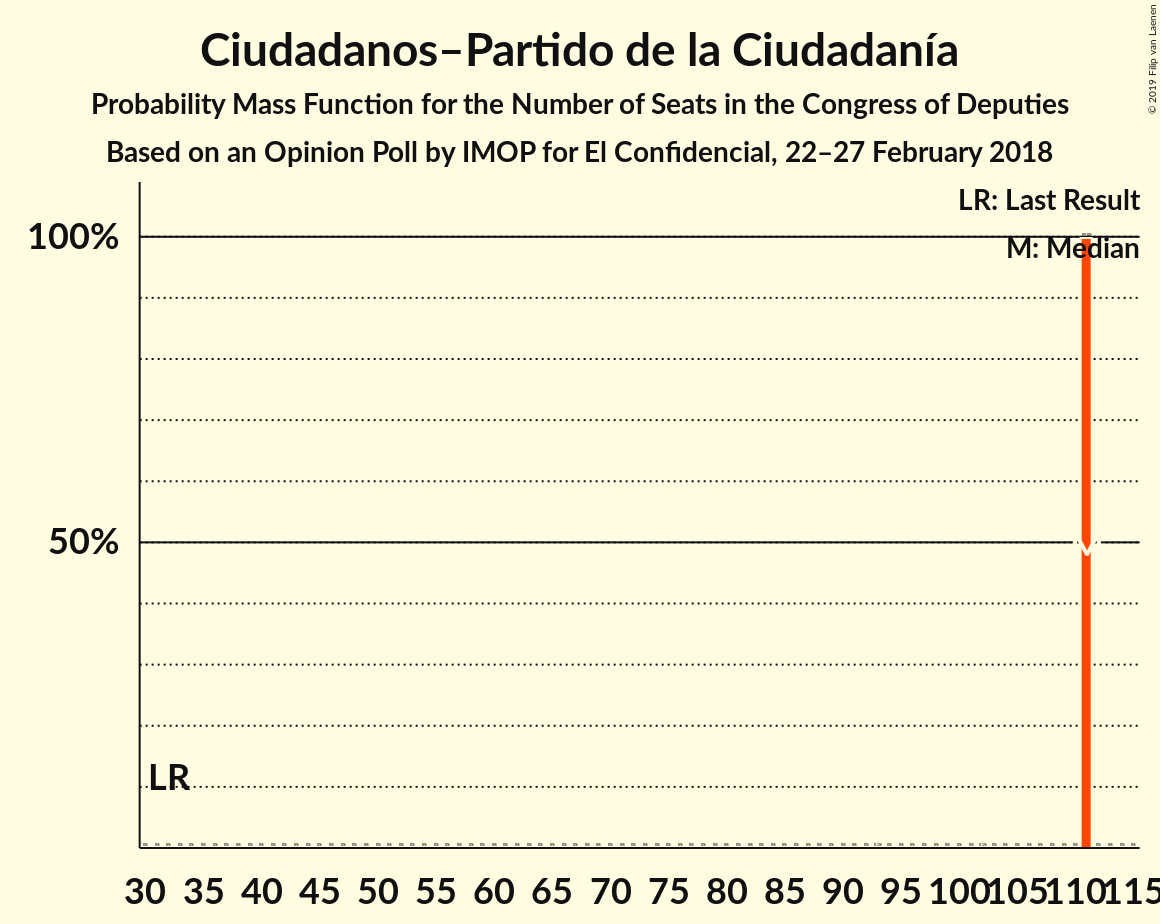 Ciudadanos–Partido de la Ciudadanía
Probability Mass Function for the Number of Seats in the Congress of Deputies
Based on an Opinion Poll by IMOP for El Confidencial, 22–27 February 2018
© 2019 Filip van Laenen
LR: Last Result
M: Median
100%
50%
LR
M
30 35 40 45 50 55 60 65 70 75 80 85 90 95 100 105 110 115